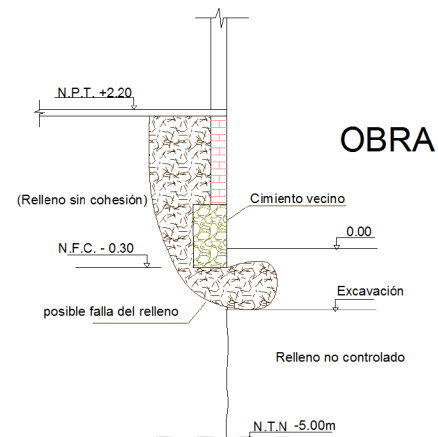 N.P.T. +2,20
OBRA
(Relleno sin cohesión)
Cimiento vecino
0.00
N.F.C. - 0.30
Excavación
posible falla del relleno
Relleno no controlado
N.T.N -5.00m